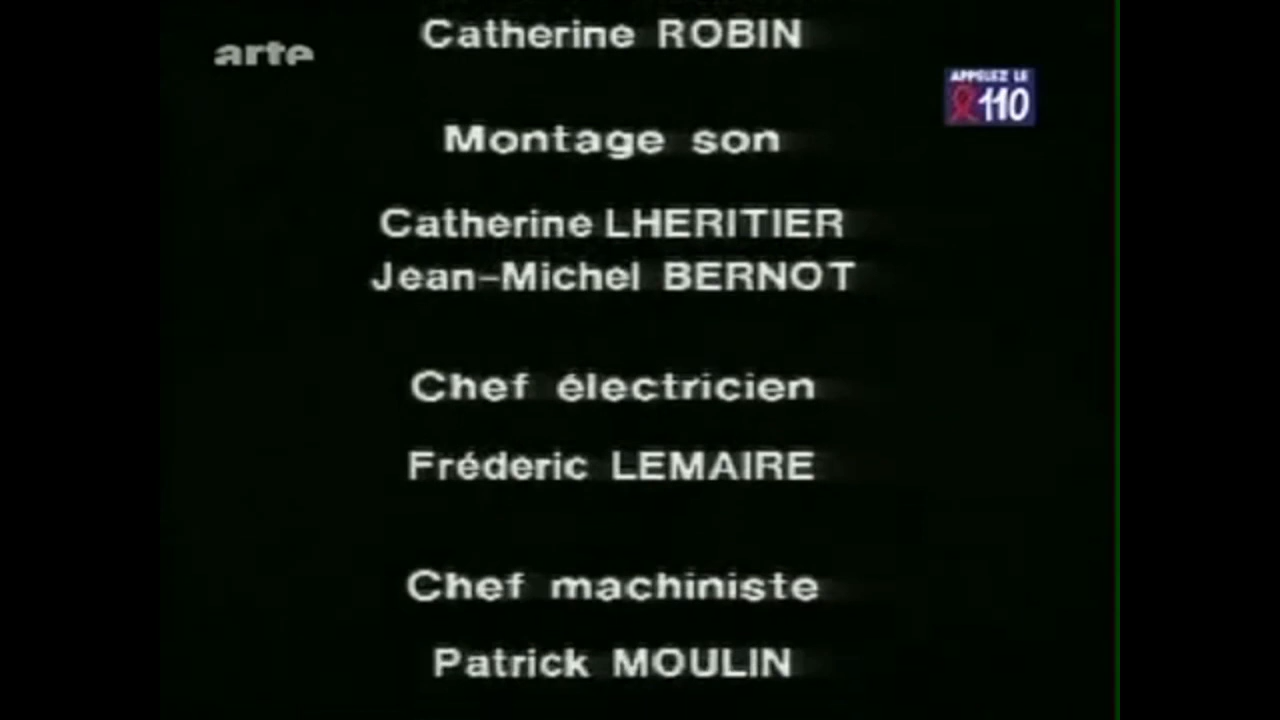 Catherine ROBIN
arte
APPELEZ LE
110
Montage son
Catherine LHERITIER
Jean-Michel BERNOT
Chef électricien
Fréderic LEMAIRE
Chef machiniste
Patrick MOULIN